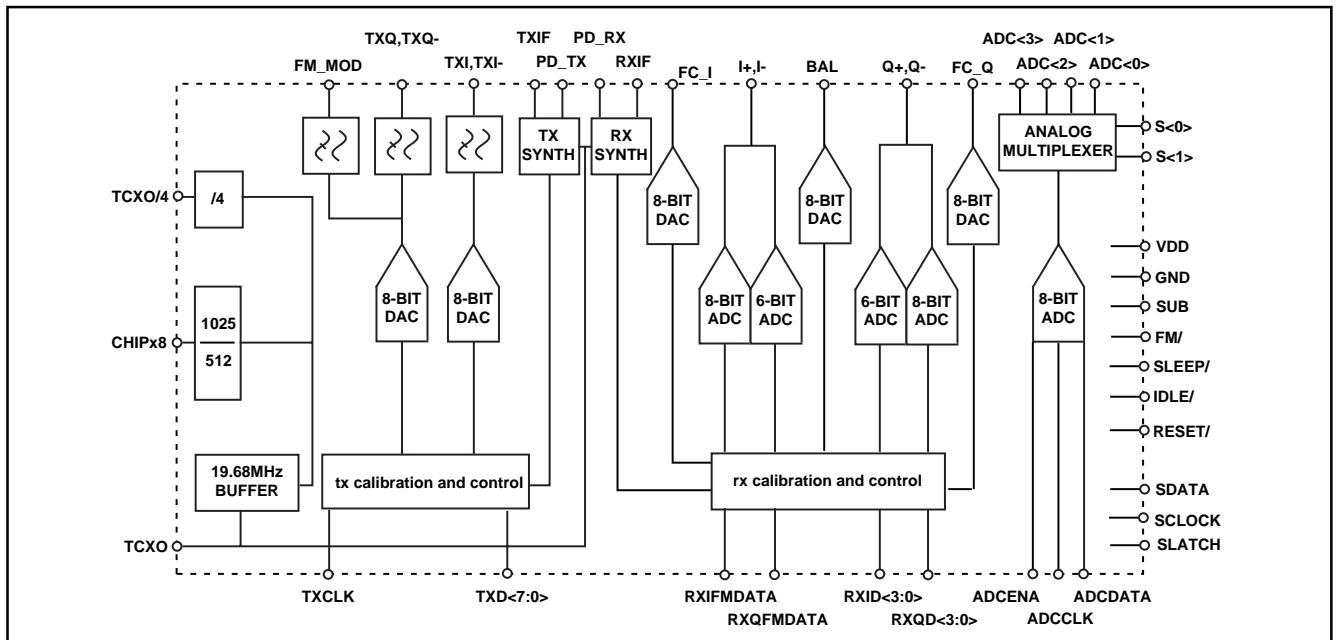 TXQ,TXQ-
TXIF
PD_RX
ADC<3>
ADC<1>
FM_MOD
TXI,TXI-
PD_TX
RXIF
FC_I
I+,I-
BAL
Q+,Q-
FC_Q
ADC<2>
ADC<0>
TX
SYNTH
RX
SYNTH
ANALOG
MULTIPLEXER
S<0>
S<1>
TCXO/4
/4
8-BIT
DAC
8-BIT
DAC
8-BIT
DAC
VDD
GND
SUB
FM/
SLEEP/
IDLE/
RESET/
8-BIT
DAC
8-BIT
DAC
8-BIT
ADC
6-BIT
ADC
6-BIT
ADC
8-BIT
ADC
8-BIT
ADC
CHIPx8
1025
512
19.68MHz
BUFFER
tx calibration and control
rx calibration and control
SDATA
SCLOCK
SLATCH
TCXO
TXCLK
TXD<7:0>
RXIFMDATA
RXQFMDATA
RXID<3:0>
RXQD<3:0>
ADCENA
ADCCLK
ADCDATA